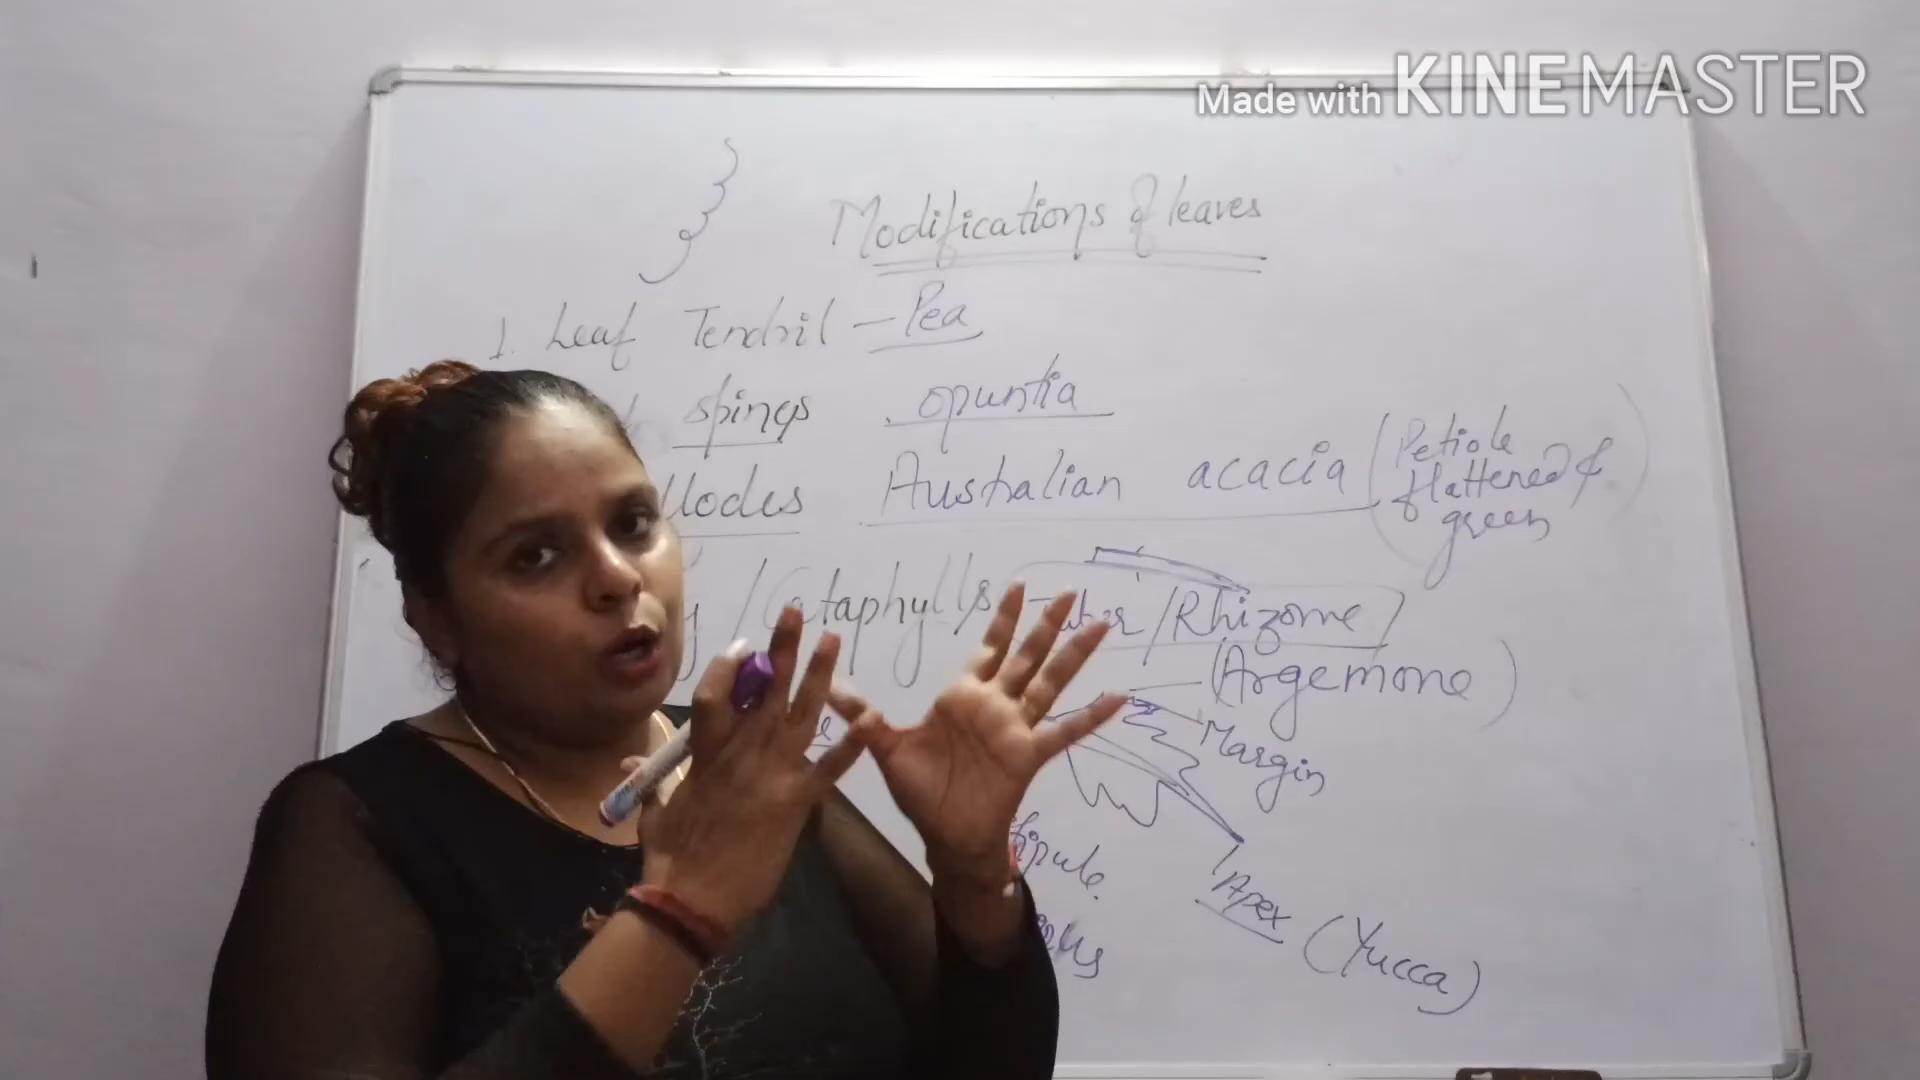 Made with KINEMASTER
Modifications of leaves
1. Leaf Tendril — Pea
spines opuntia
llodes Australian acacia (Petiole
flattened &
green
/ Cataphylls Tuber / Rhizome
(Argemone)
Margin
Apex (Yucca)